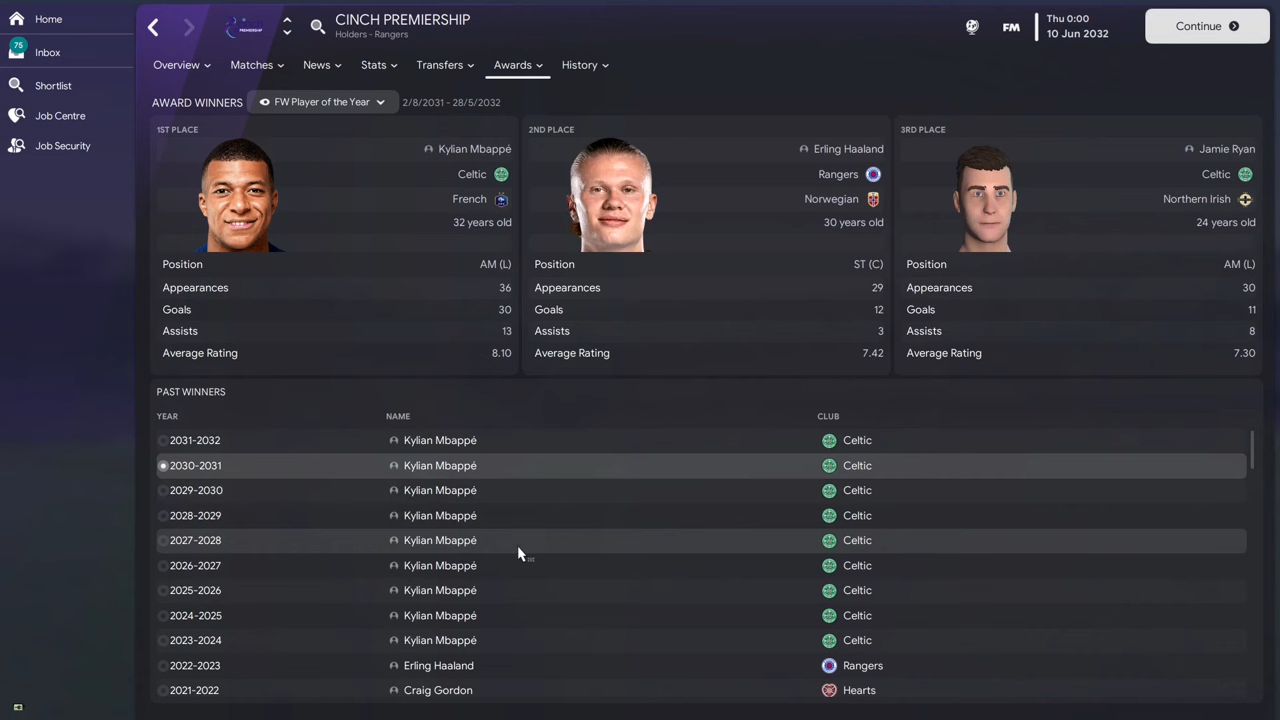 Home
75
Inbox
Shortlist
Job Centre
Job Security
CINCH PREMIERSHIP
Holders - Rangers
FM
Thu 0:00
10 Jun 2032
Continue
Overview
Matches
News
Stats
Transfers
Awards
History
AWARD WINNERS
FW Player of the Year
2/8/2031 - 28/5/2032
1ST PLACE
Kylian Mbappé
Celtic
French
32 years old
Position AM (L)
Appearances 36
Goals 30
Assists 13
Average Rating 8.10
2ND PLACE
Erling Haaland
Rangers
Norwegian
30 years old
Position ST (C)
Appearances 29
Goals 12
Assists 3
Average Rating 7.42
3RD PLACE
Jamie Ryan
Celtic
Northern Irish
24 years old
Position AM (L)
Appearances 30
Goals 11
Assists 8
Average Rating 7.30
PAST WINNERS
YEAR NAME CLUB
2031-2032 Kylian Mbappé Celtic
2030-2031 Kylian Mbappé Celtic
2029-2030 Kylian Mbappé Celtic
2028-2029 Kylian Mbappé Celtic
2027-2028 Kylian Mbappé Celtic
2026-2027 Kylian Mbappé Celtic
2025-2026 Kylian Mbappé Celtic
2024-2025 Kylian Mbappé Celtic
2023-2024 Kylian Mbappé Celtic
2022-2023 Erling Haaland Rangers
2021-2022 Craig Gordon Hearts